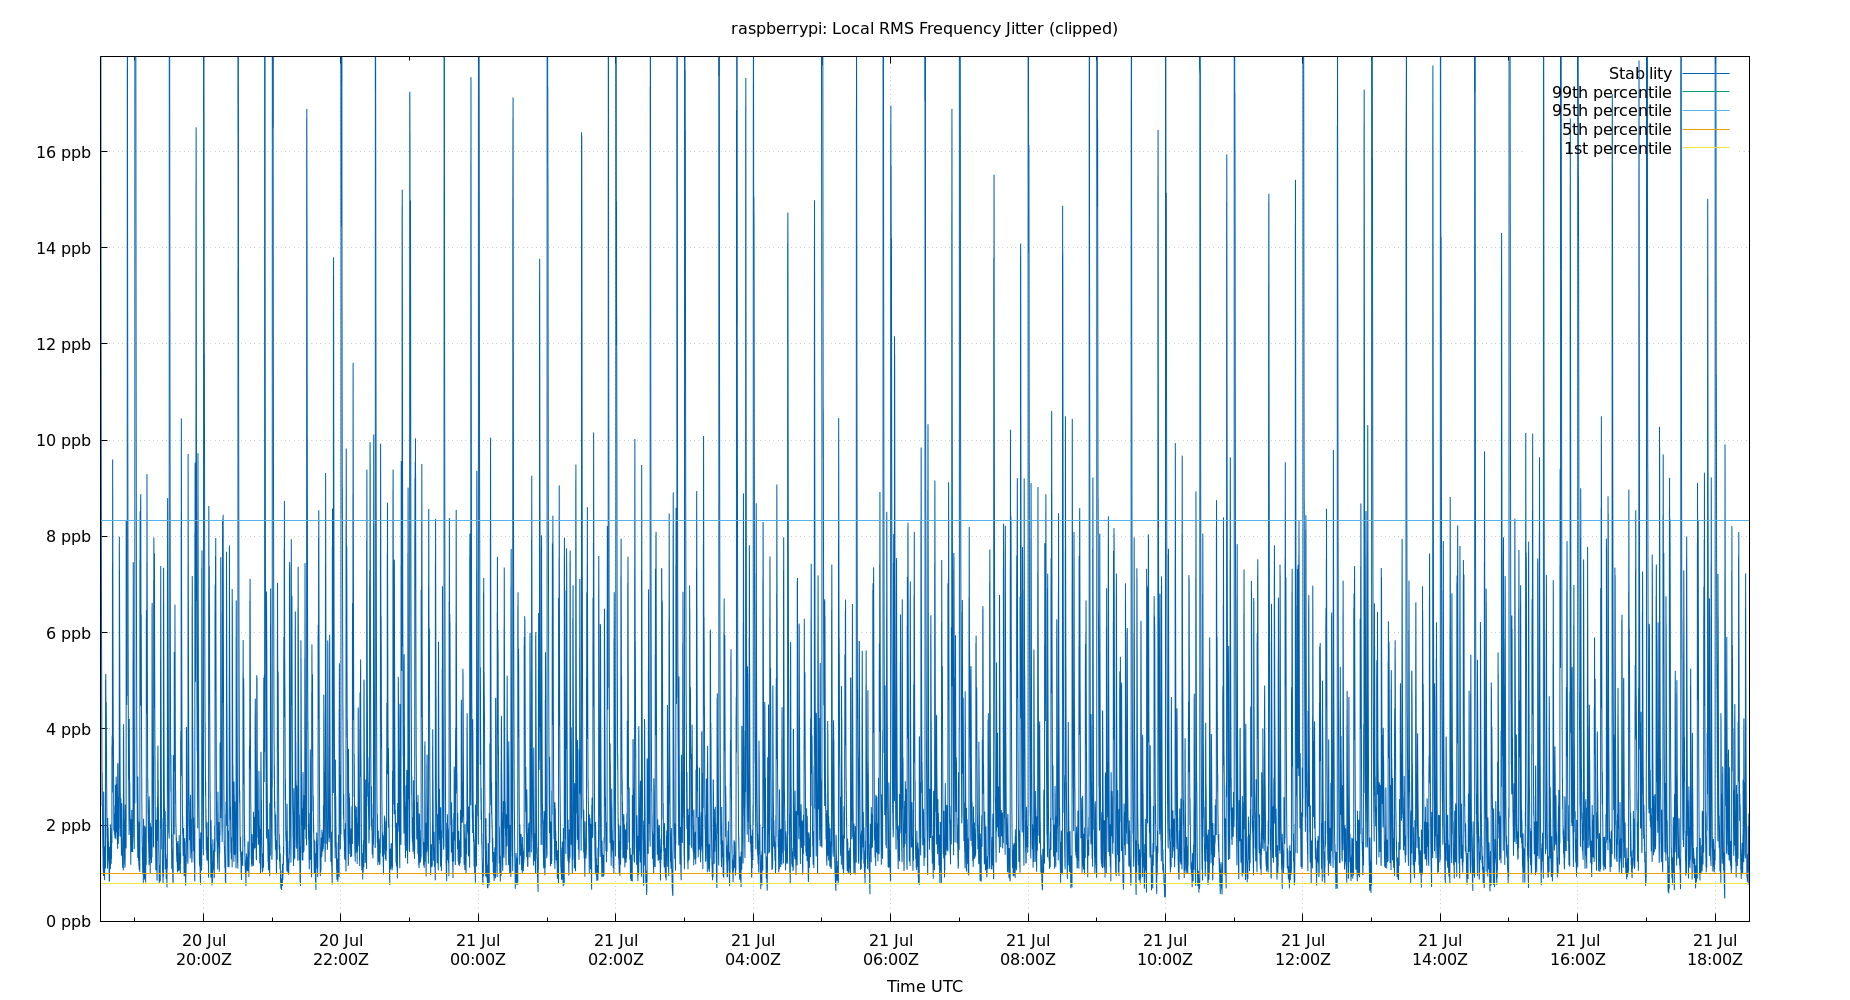 raspberrypi: Local RMS Frequency Jitter (clipped)
Stability
99th percentile
95th percentile
5th percentile
1st percentile
16 ppb
14 ppb
12 ppb
10 ppb
8 ppb
6 ppb
4 ppb
2 ppb
0 ppb
20 Jul 20 Jul 21 Jul 21 Jul 21 Jul 21 Jul 21 Jul 21 Jul 21 Jul 21 Jul 21 Jul 21 Jul
20:00Z 22:00Z 00:00Z 02:00Z 04:00Z 06:00Z 08:00Z 10:00Z 12:00Z 14:00Z 16:00Z 18:00Z
Time UTC